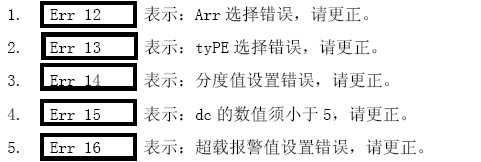 1. Err 12 表示：Arr 选择错误，请更正。
2. Err 13 表示：tyPE 选择错误，请更正。
3. Err 14 表示：分度值设置错误，请更正。
4. Err 15 表示：dc 的数值须小于 5，请更正。
5. Err 16 表示：超载报警值设置错误，请更正。